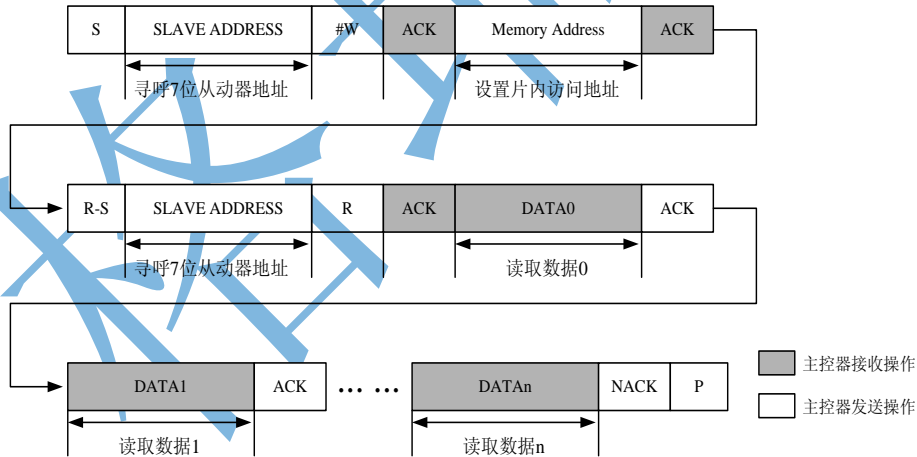 S SLAVE ADDRESS #W ACK Memory Address ACK
寻呼7位从动器地址 设置片内访问地址
R-S SLAVE ADDRESS R ACK DATA0 ACK
寻呼7位从动器地址 读取数据0
DATA1 ACK ... ... DATAn NACK P
读取数据1 读取数据n
主控器接收操作
主控器发送操作